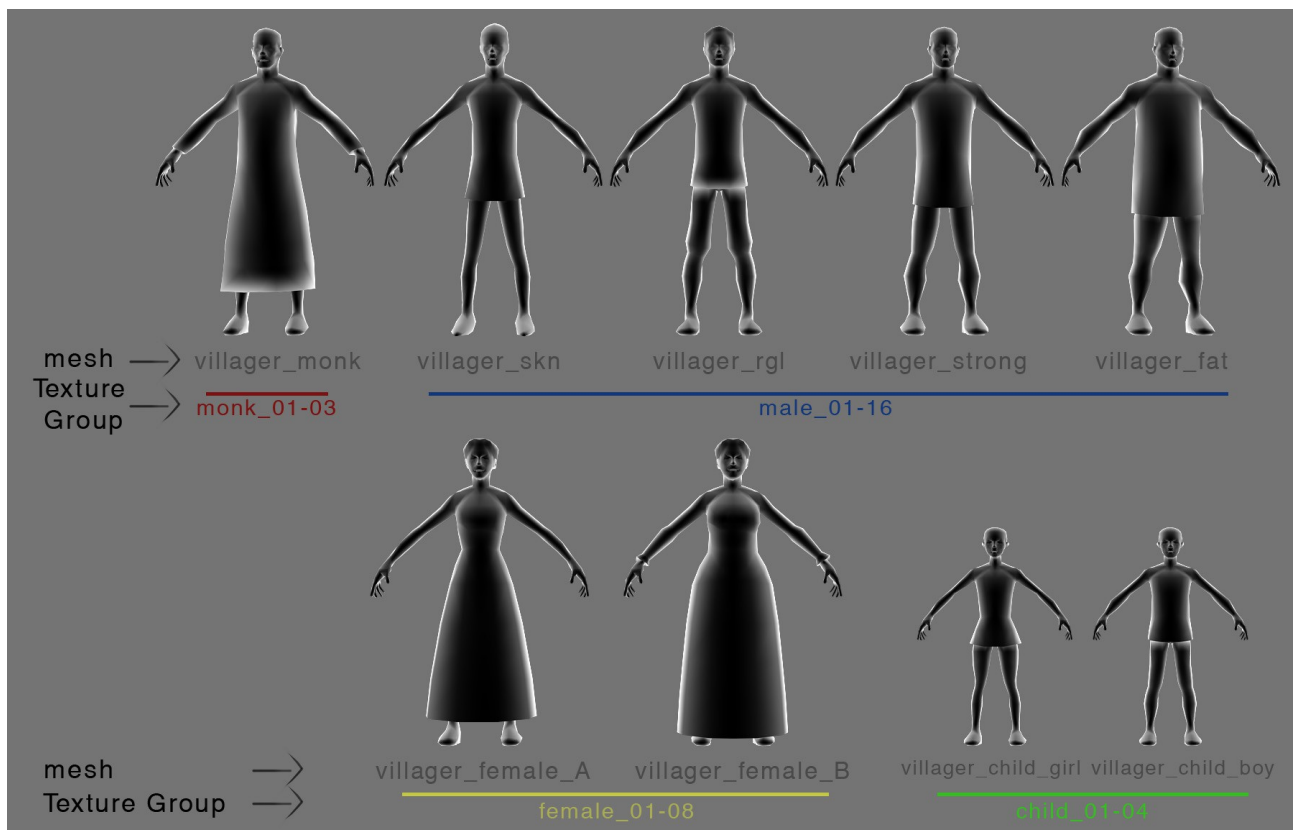 mesh villager_monk villager_skn villager_rgl villager_strong villager_fat
Texture
Group monk_01-03 male_01-16
mesh villager_female_A villager_female_B villager_child_girl villager_child_boy
Texture Group female_01-08 child_01-04